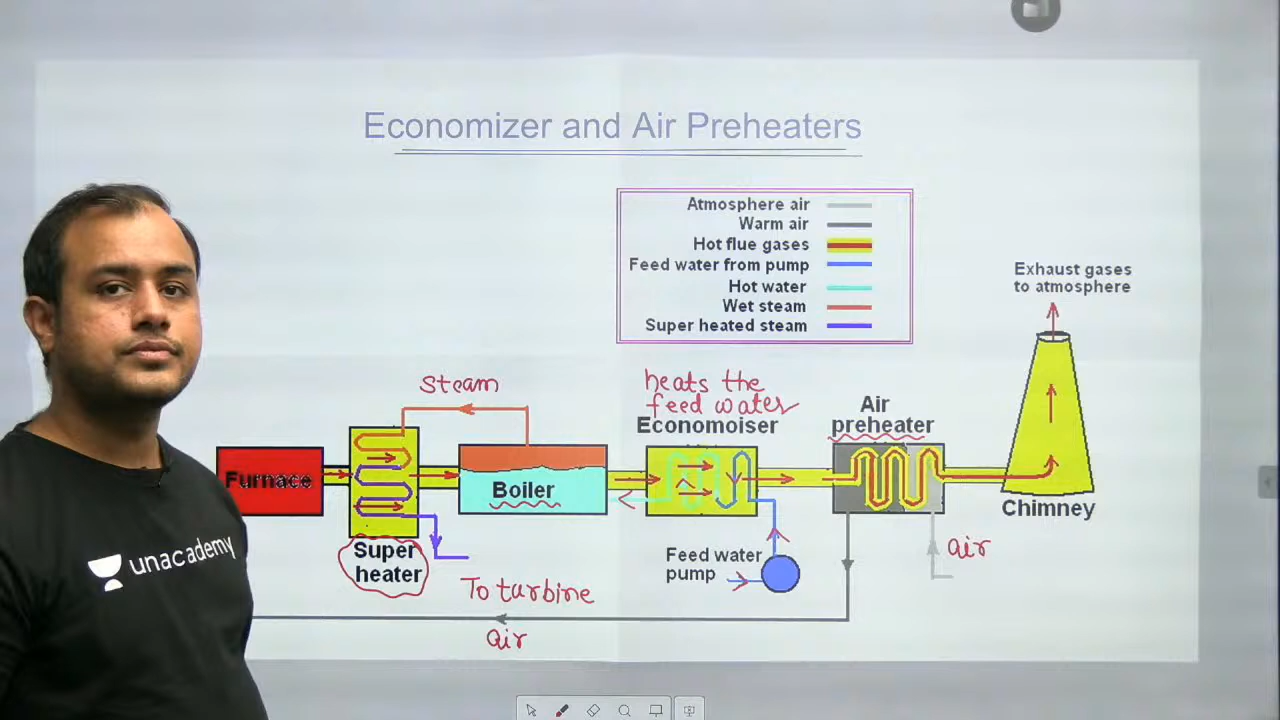 Economizer and Air Preheaters
Atmosphere air
Warm air
Hot flue gases
Feed water from pump
Hot water
Wet steam
Super heated steam
Exhaust gases
to atmosphere
steam
heats the
feed water
Economoiser
Air
preheater
Furnace
Boiler
Chimney
Super
heater
Feed water
pump
air
To turbine
air
unacademy